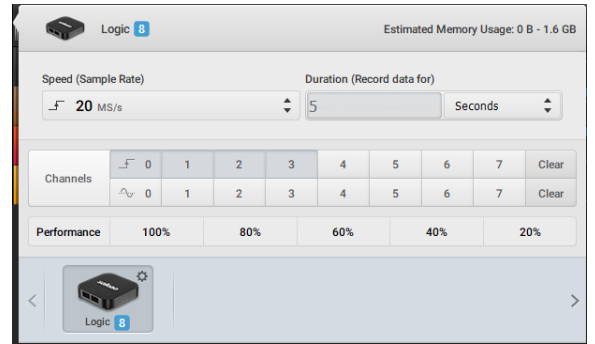 Logic 8 Estimated Memory Usage: 0 B - 1.6 GB
Speed (Sample Rate) Duration (Record data for)
20 MS/s 5 Seconds
Channels
0 1 2 3 4 5 6 7 Clear
0 1 2 3 4 5 6 7 Clear
Performance 100% 80% 60% 40% 20%
saleae
Logic 8